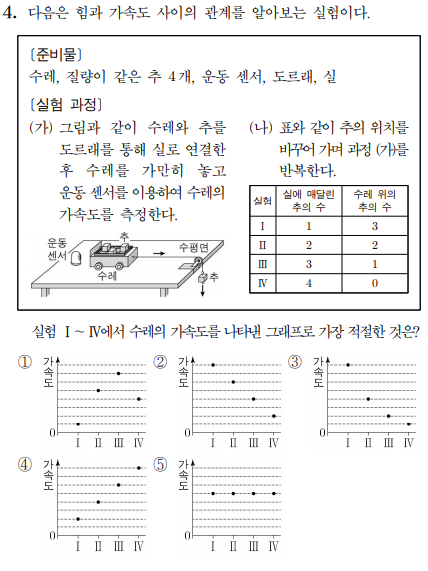 4. 다음은 힘과 가속도 사이의 관계를 알아보는 실험이다.
[준비물]
수레, 질량이 같은 추 4개, 운동 센서, 도르래, 실
[실험 과정]
(가) 그림과 같이 수레와 추를
도르래를 통해 실로 연결한
후 수레를 가만히 놓고
운동 센서를 이용하여 수레의
가속도를 측정한다.
운동
센서
추
수평면
수레
추
(나) 표와 같이 추의 위치를
바꾸어 가며 과정 (가)를
반복한다.
실험 실에 매달린 추의 수 수레 위의 추의 수
Ⅰ 1 3
Ⅱ 2 2
Ⅲ 3 1
Ⅳ 4 0
실험 Ⅰ ~ Ⅳ에서 수레의 가속도를 나타낸 그래프로 가장 적절한 것은?
① 가속도 0 Ⅰ Ⅱ Ⅲ Ⅳ
② 가속도 0 Ⅰ Ⅱ Ⅲ Ⅳ
③ 가속도 0 Ⅰ Ⅱ Ⅲ Ⅳ
④ 가속도 0 Ⅰ Ⅱ Ⅲ Ⅳ
⑤ 가속도 0 Ⅰ Ⅱ Ⅲ Ⅳ